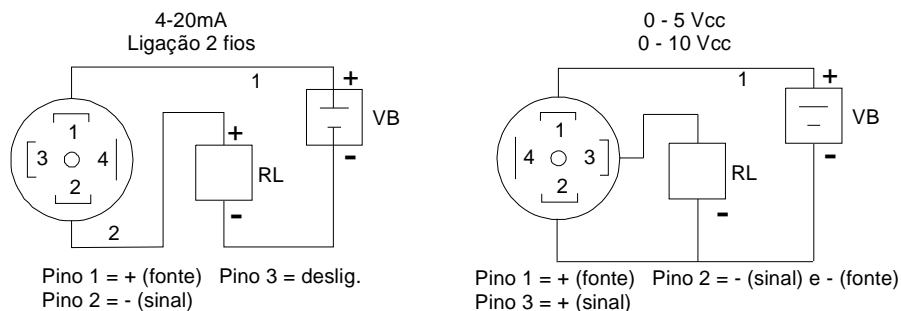 4-20mA
Ligação 2 fios
1
+
VB
-
1
3
4
2
+
RL
-
2
Pino 1 = + (fonte) Pino 3 = deslig.
Pino 2 = - (sinal)
0 - 5 Vcc
0 - 10 Vcc
1
+
VB
-
1
4
3
2
RL
-
Pino 1 = + (fonte) Pino 2 = - (sinal) e - (fonte)
Pino 3 = + (sinal)